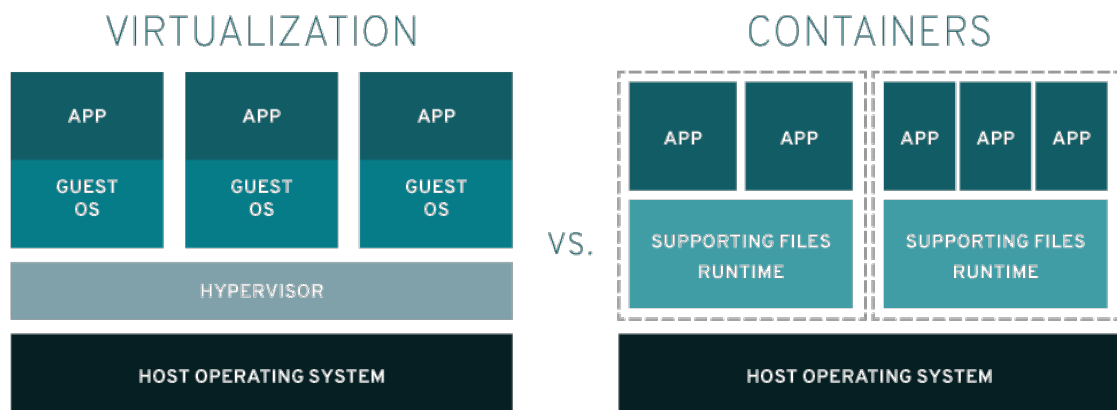 VIRTUALIZATION
APP
APP
APP
GUEST
OS
GUEST
OS
GUEST
OS
HYPERVISOR
HOST OPERATING SYSTEM
VS.
CONTAINERS
APP
APP
APP
APP
APP
SUPPORTING FILES
RUNTIME
SUPPORTING FILES
RUNTIME
HOST OPERATING SYSTEM